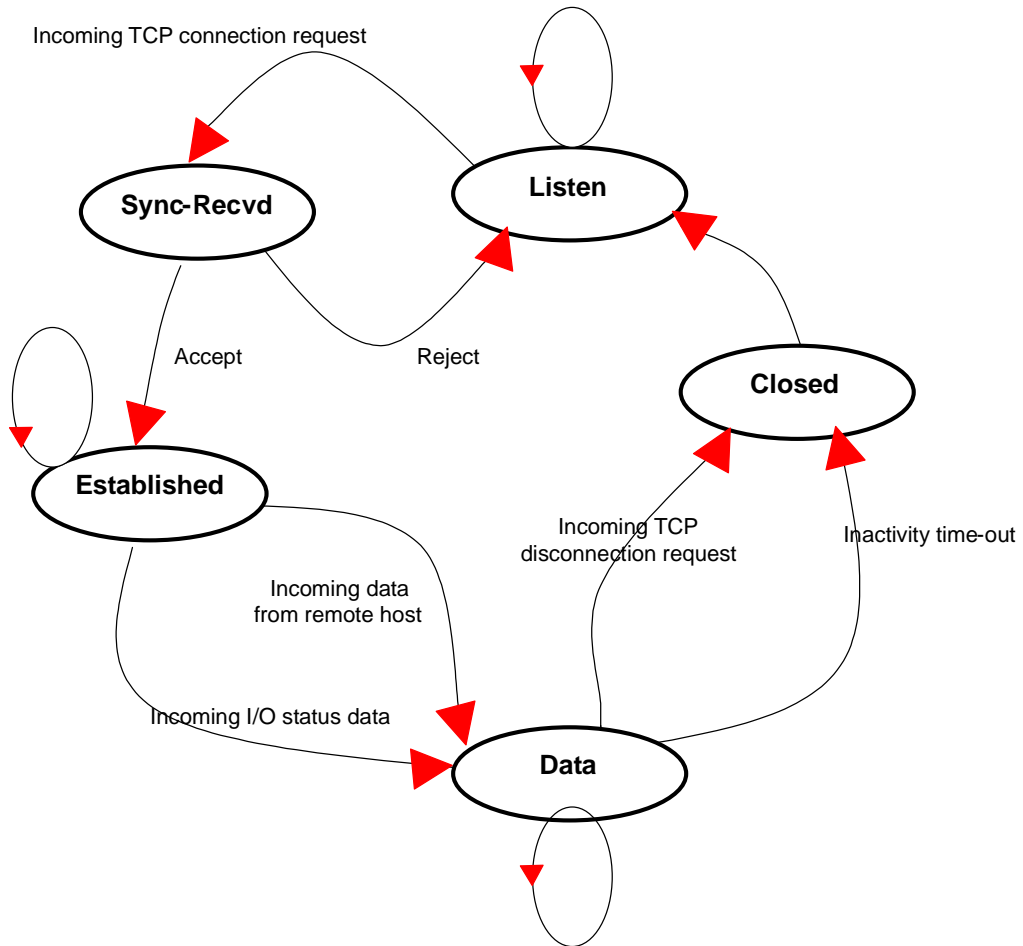 Incoming TCP connection request
Listen
Sync-Recvd
Accept
Reject
Closed
Established
Incoming TCP
disconnection request
Inactivity time-out
Incoming data
from remote host
Incoming I/O status data
Data